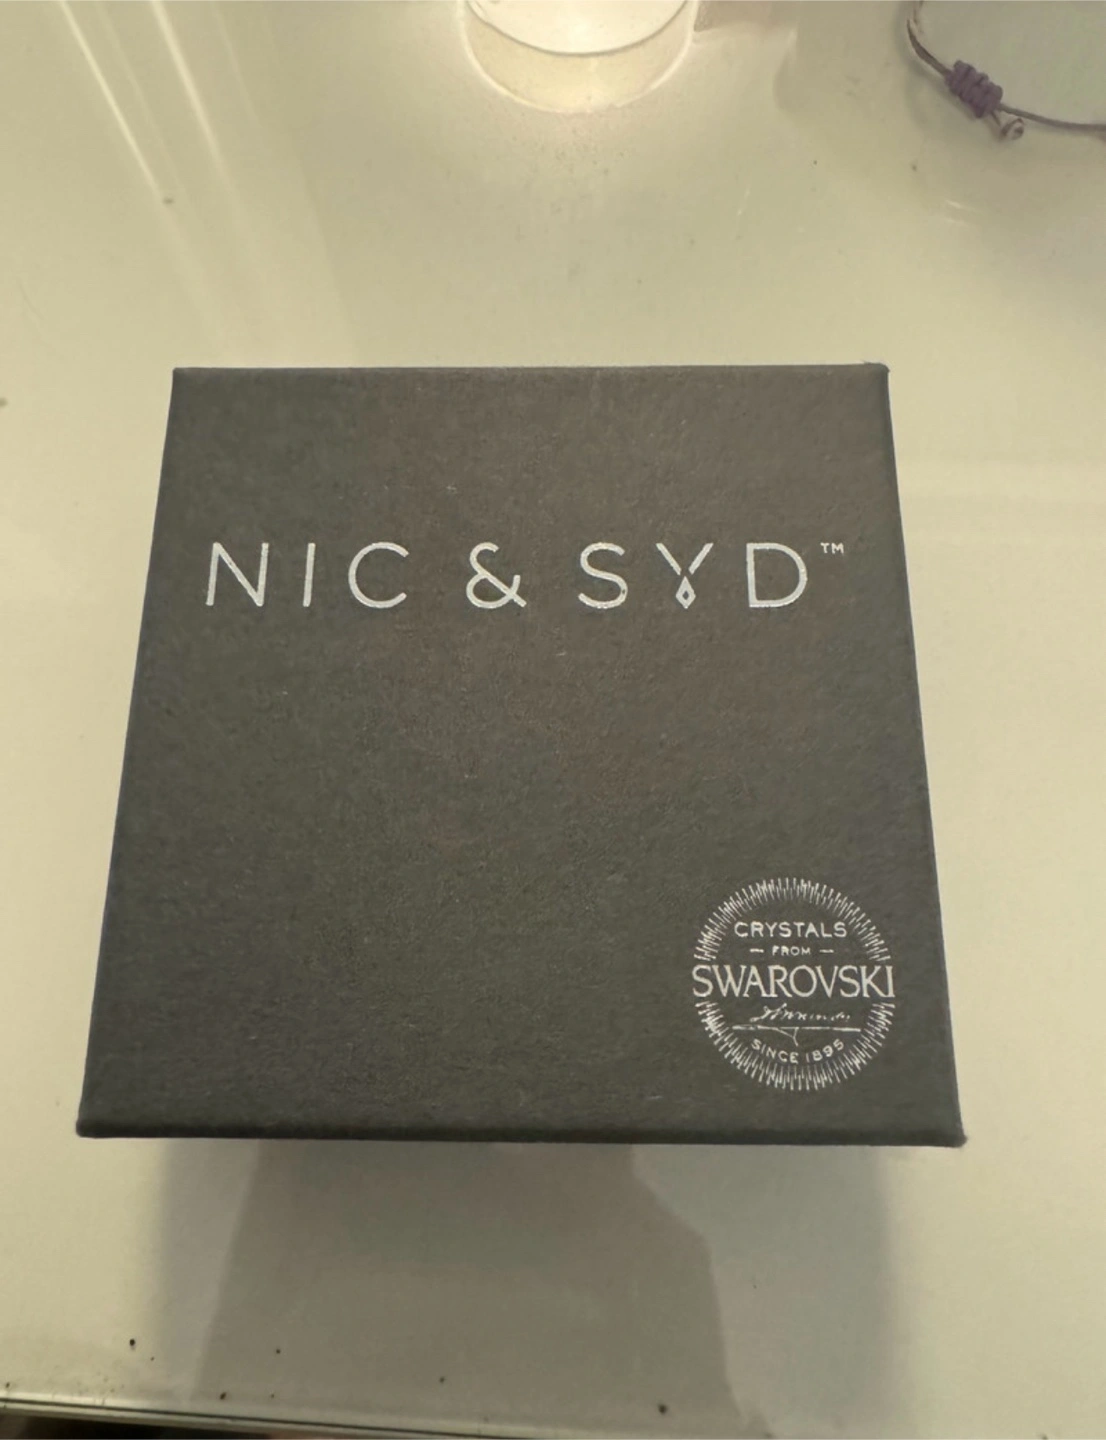 NIC & SYD™
CRYSTALS
– FROM –
SWAROVSKI
SINCE 1895